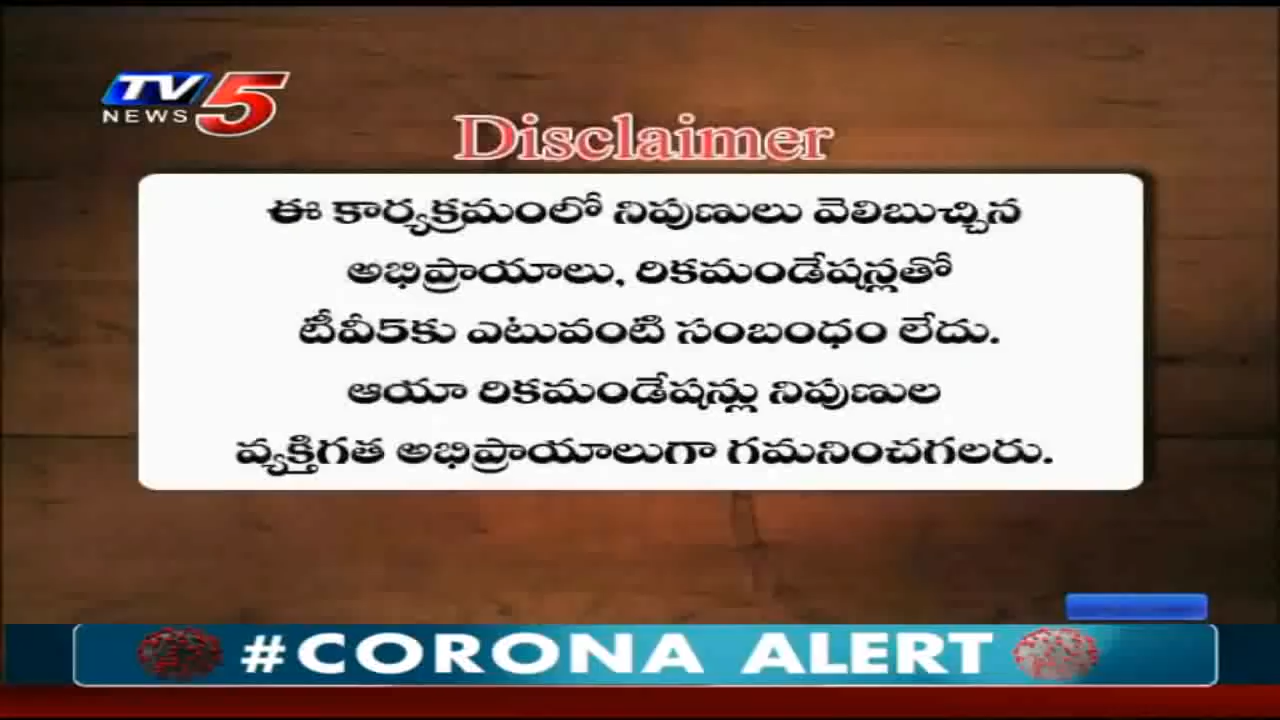 TV5
NEWS
Disclaimer
ఈ కార్యక్రమంలో నిపుణులు వెలిబుచ్చిన
అభిప్రాయాలు, రికమండేషన్లతో
టీవీ5కు ఎటువంటి సంబంధం లేదు.
ఆయా రికమండేషన్లు నిపుణుల
వ్యక్తిగత అభిప్రాయాలుగా గమనించగలరు.
#CORONA ALERT